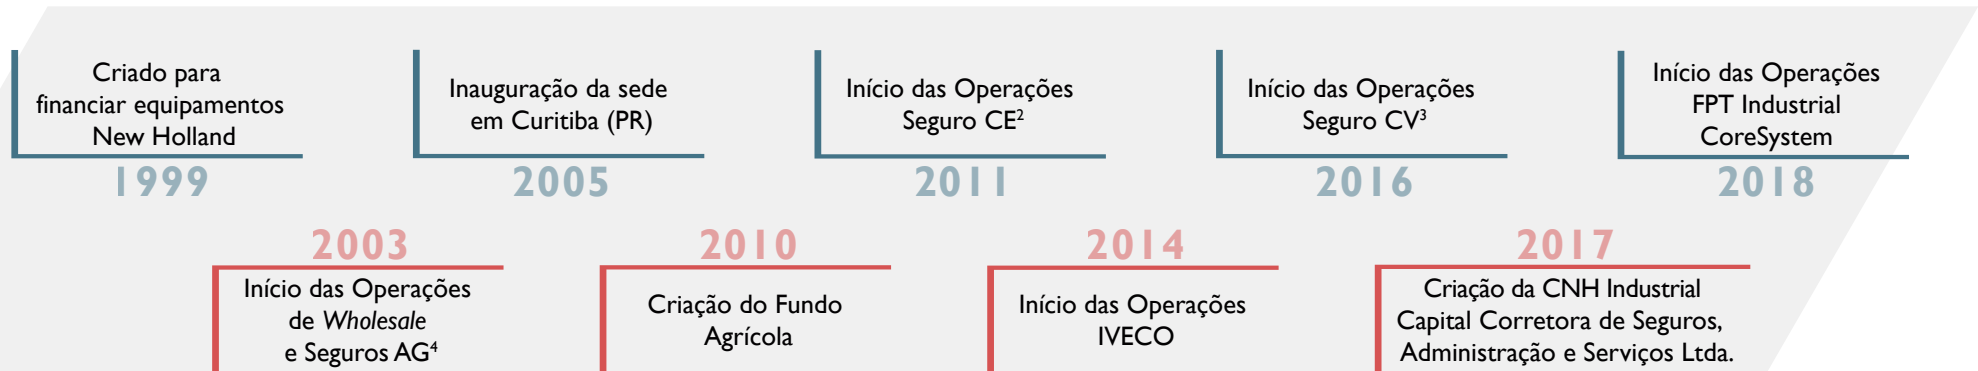 Criado para
financiar equipamentos
New Holland
1999
Inauguração da sede
em Curitiba (PR)
2005
Início das Operações
Seguro CE²
2011
Início das Operações
Seguro CV³
2016
Início das Operações
FPT Industrial
CoreSystem
2018
2003
Início das Operações
de Wholesale
e Seguros AG⁴
2010
Criação do Fundo
Agrícola
2014
Início das Operações
IVECO
2017
Criação da CNH Industrial
Capital Corretora de Seguros,
Administração e Serviços Ltda.